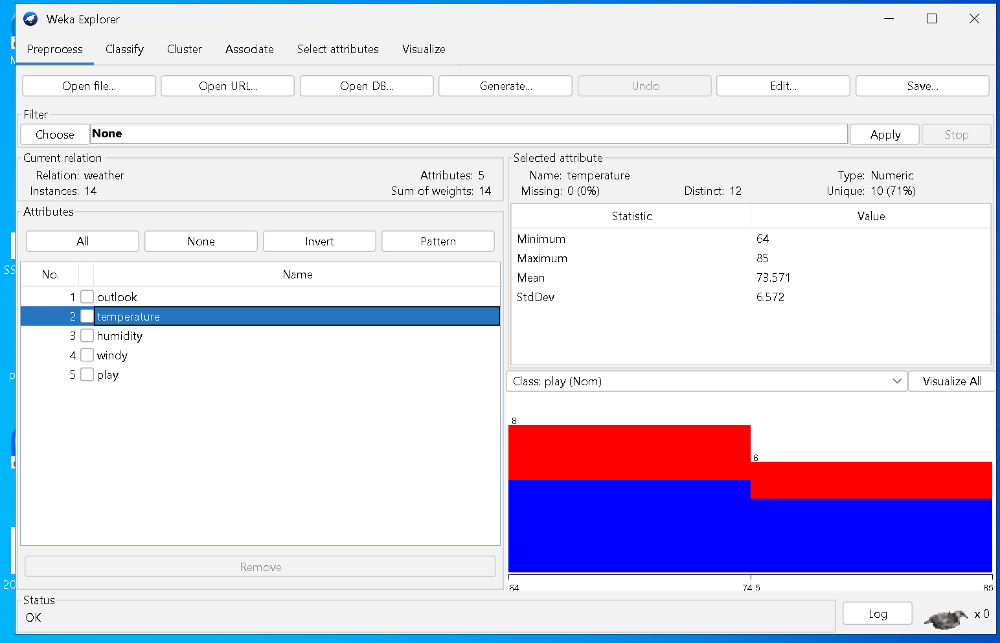 Weka Explorer
Preprocess Classify Cluster Associate Select attributes Visualize
Open file... Open URL... Open DB... Generate... Undo Edit... Save...
Filter
Choose None Apply Stop
Current relation
Relation: weather Attributes: 5
Instances: 14 Sum of weights: 14
Selected attribute
Name: temperature Type: Numeric
Missing: 0 (0%) Distinct: 12 Unique: 10 (71%)
Attributes
All None Invert Pattern
No. Name
1 outlook
2 temperature
3 humidity
4 windy
5 play
Remove
Statistic Value
Minimum 64
Maximum 85
Mean 73.571
StdDev 6.572
Class: play (Nom) Visualize All
8
6
64 74.5 85
Status
OK
Log x 0
SS
p
20